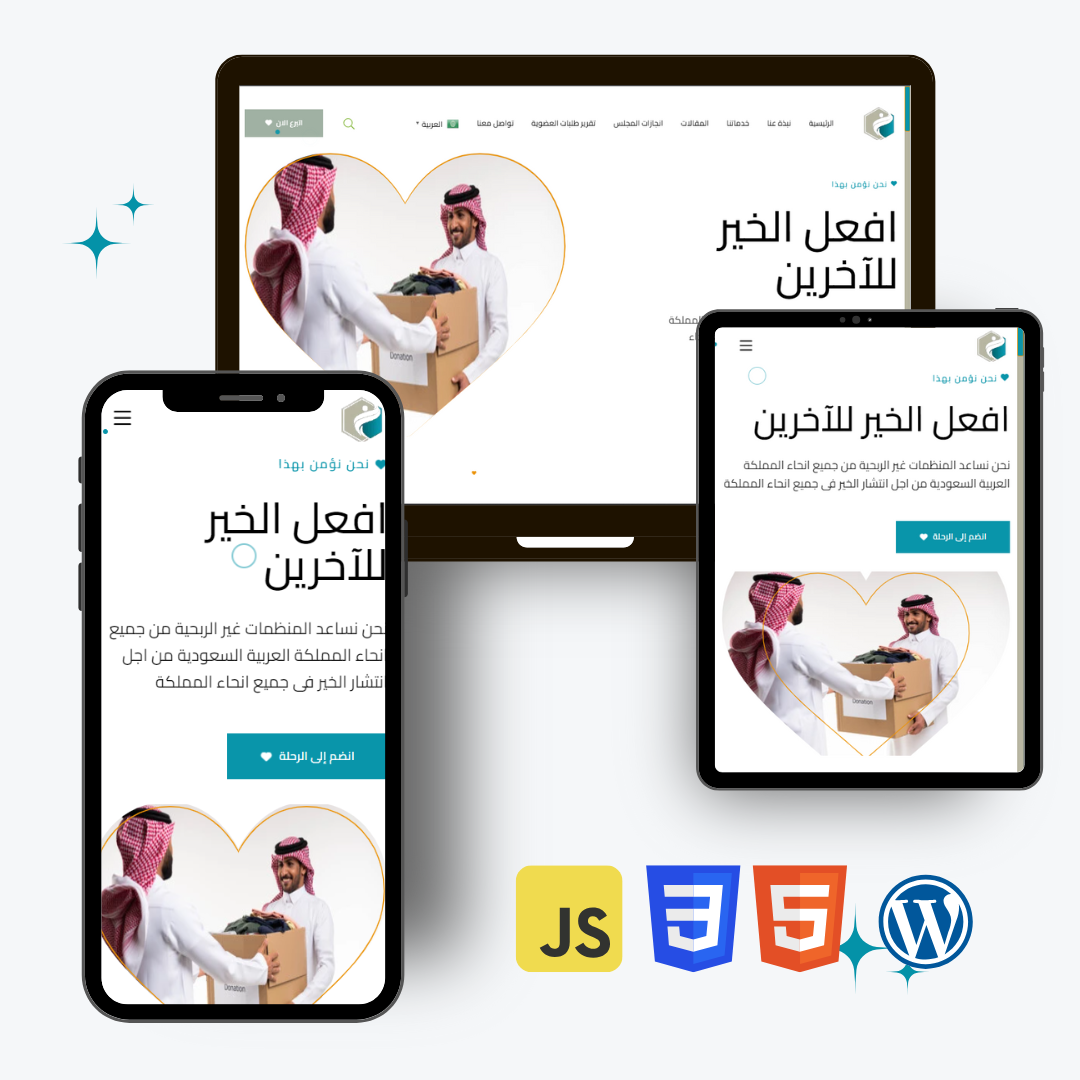 الرئيسية
نبذة عنا
خدماتنا
المقالات
انجازات المجلس
تقرير طلبات العضوية
تواصل معنا
العربية
التبرع الان
نحن نؤمن بهذا
افعل الخير
للآخرين
المملكة
Donation
نحن نؤمن بهذا
افعل الخير للآخرين
نحن نساعد المنظمات غير الربحية من جميع انحاء المملكة
العربية السعودية من اجل انتشار الخير فى جميع انحاء المملكة
انضم إلى الرحلة
Donation
نحن نؤمن بهذا
افعل الخير
للآخرين
نحن نساعد المنظمات غير الربحية من جميع
انحاء المملكة العربية السعودية من اجل
انتشار الخير فى جميع انحاء المملكة
انضم إلى الرحلة
Donation
JS